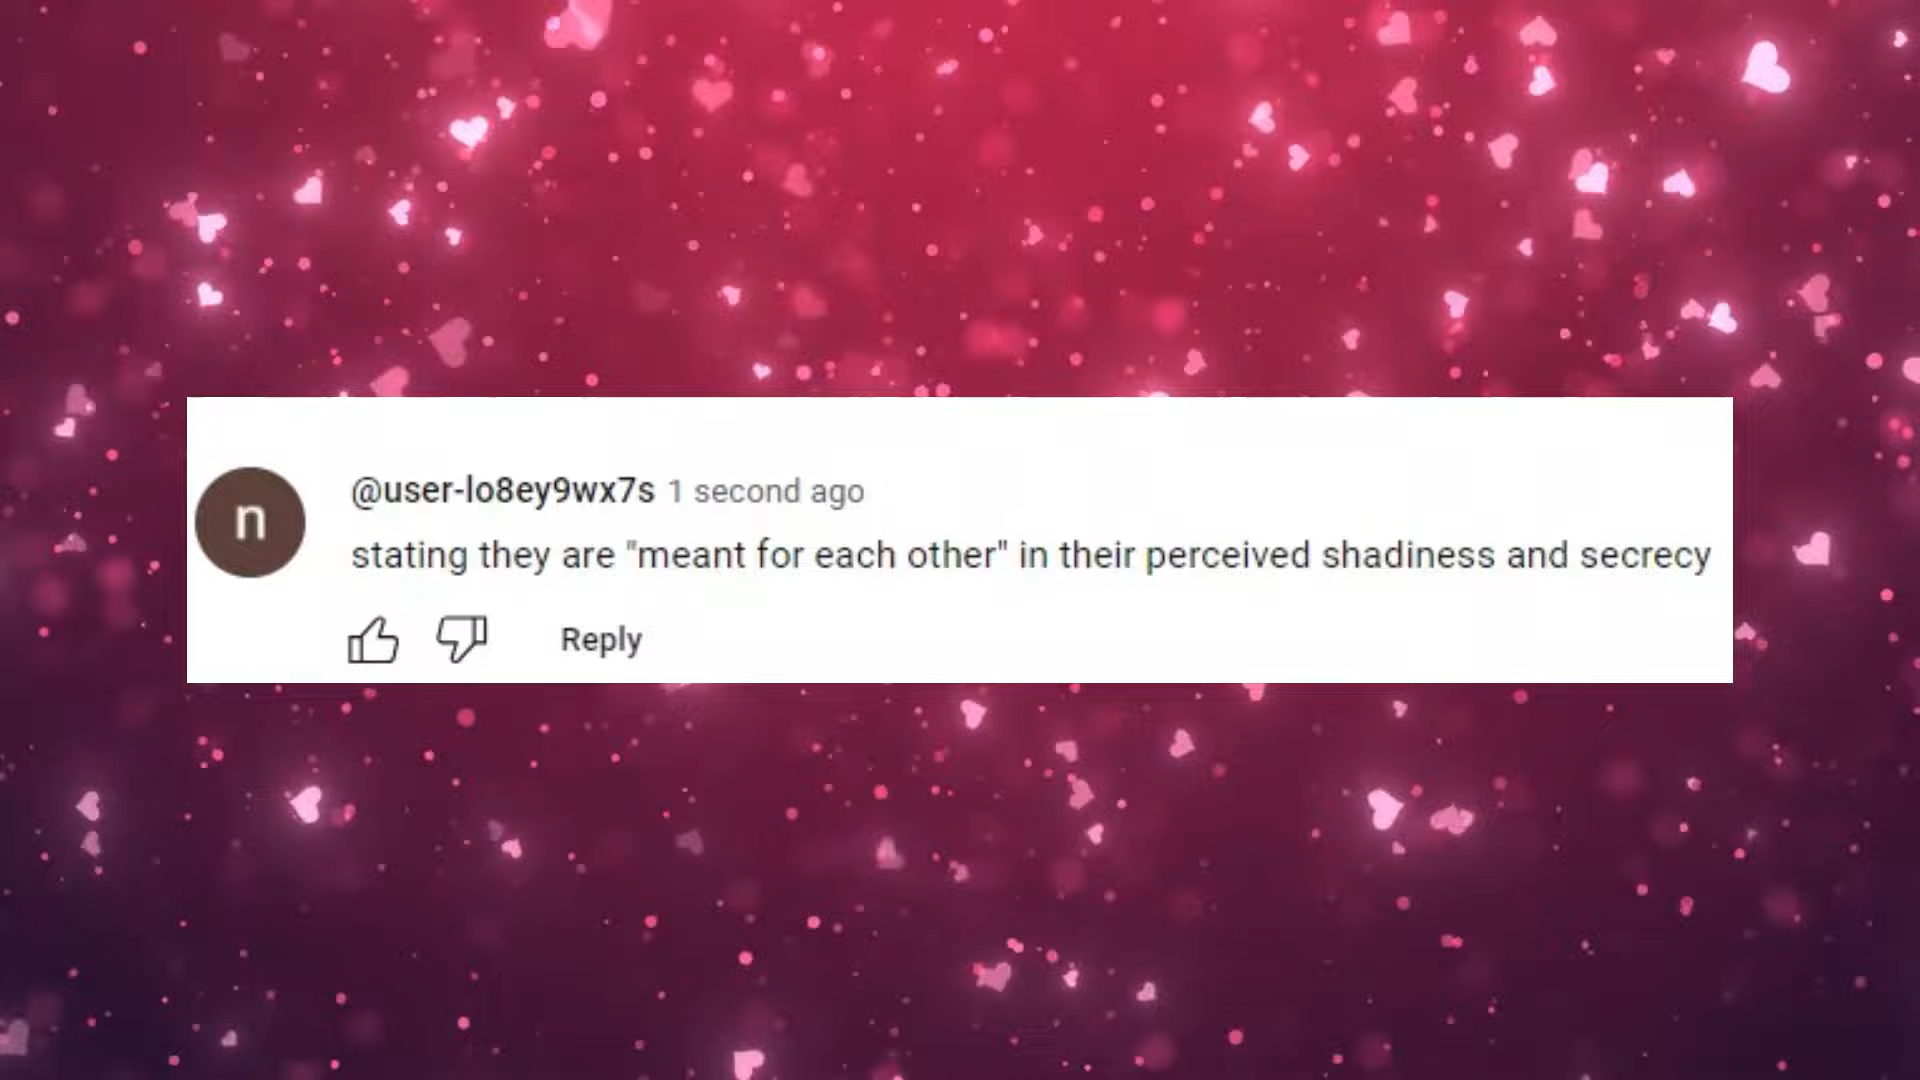 n
@user-lo8ey9wx7s 1 second ago
stating they are "meant for each other" in their perceived shadiness and secrecy
Reply